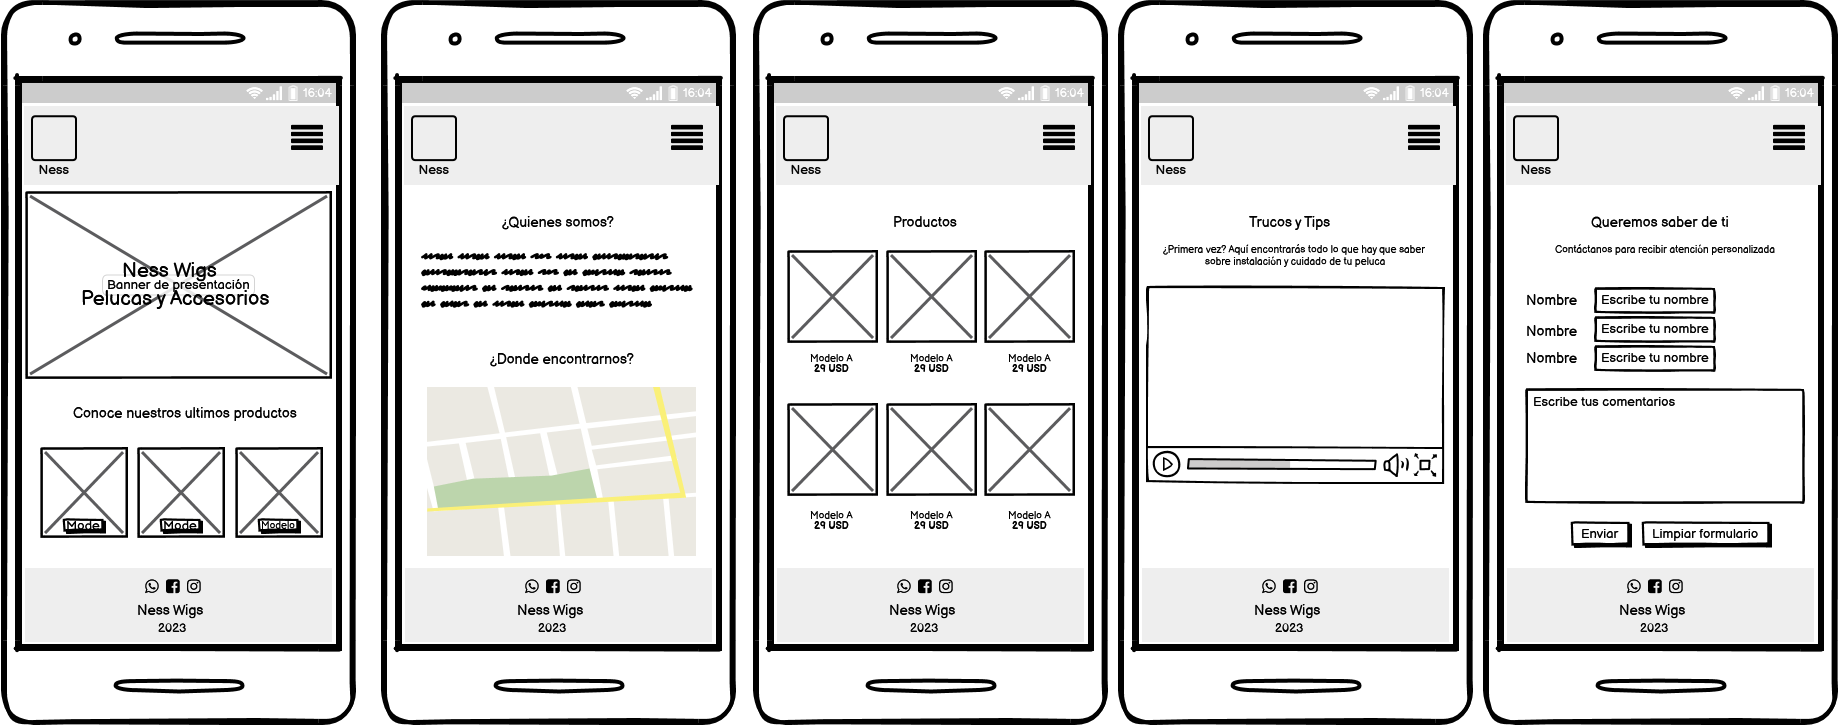 16:04
Ness
Ness Wigs
Banner de presentación
Pelucas y Accesorios
Conoce nuestros ultimos productos
Mode Mode Modelo
Ness Wigs
2023
16:04
Ness
¿Quienes somos?
¿Donde encontrarnos?
Ness Wigs
2023
16:04
Ness
Productos
Modelo A Modelo A Modelo A
29 USD 29 USD 29 USD
Modelo A Modelo A Modelo A
29 USD 29 USD 29 USD
Ness Wigs
2023
16:04
Ness
Trucos y Tips
¿Primera vez? Aquí encontrarás todo lo que hay que saber
sobre instalación y cuidado de tu peluca
Ness Wigs
2023
16:04
Ness
Queremos saber de ti
Contáctanos para recibir atención personalizada
Nombre Escribe tu nombre
Nombre Escribe tu nombre
Nombre Escribe tu nombre
Escribe tus comentarios
Enviar Limpiar formulario
Ness Wigs
2023